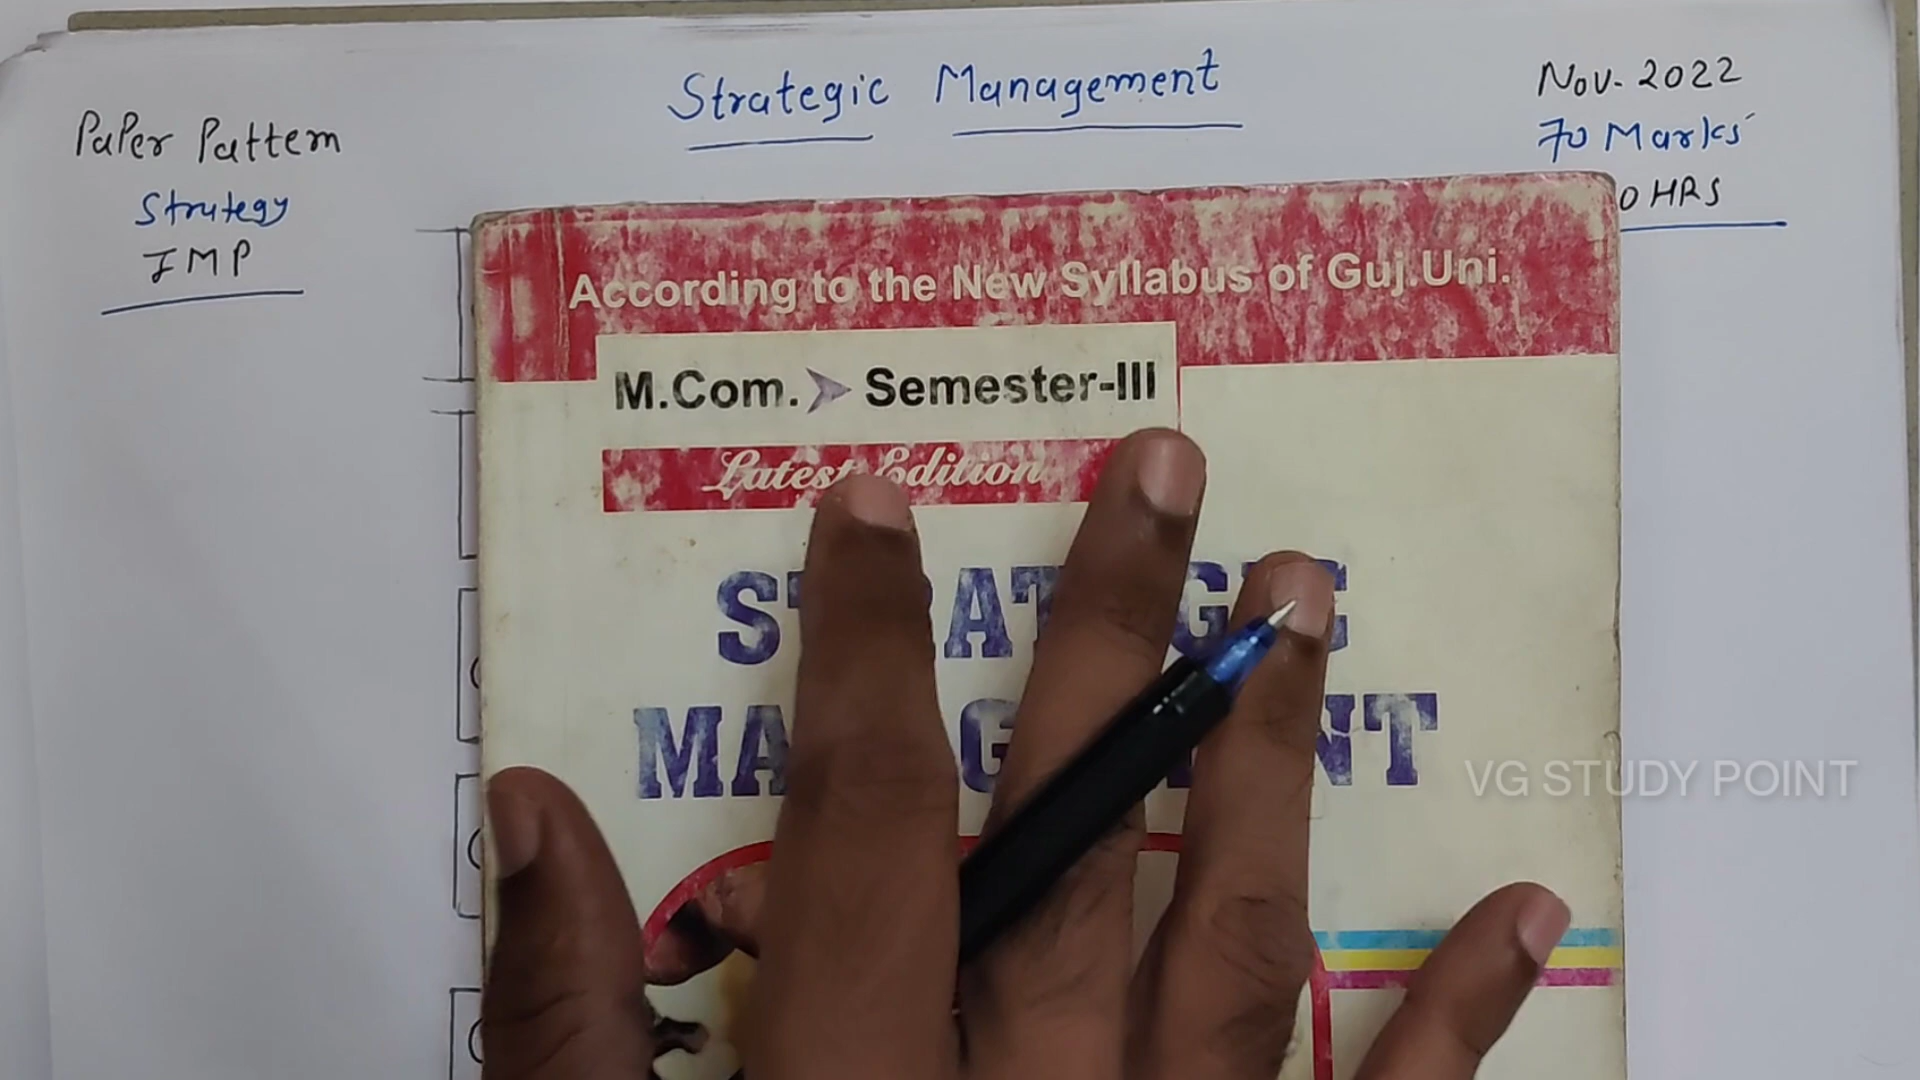 Strategic Management
Nov. 2022
70 Marks
0 HRS
PaPer Pattern
Strategy
IMP
According to the New Syllabus of Guj.Uni.
M.Com. Semester-III
Latest Edition
VG STUDY POINT